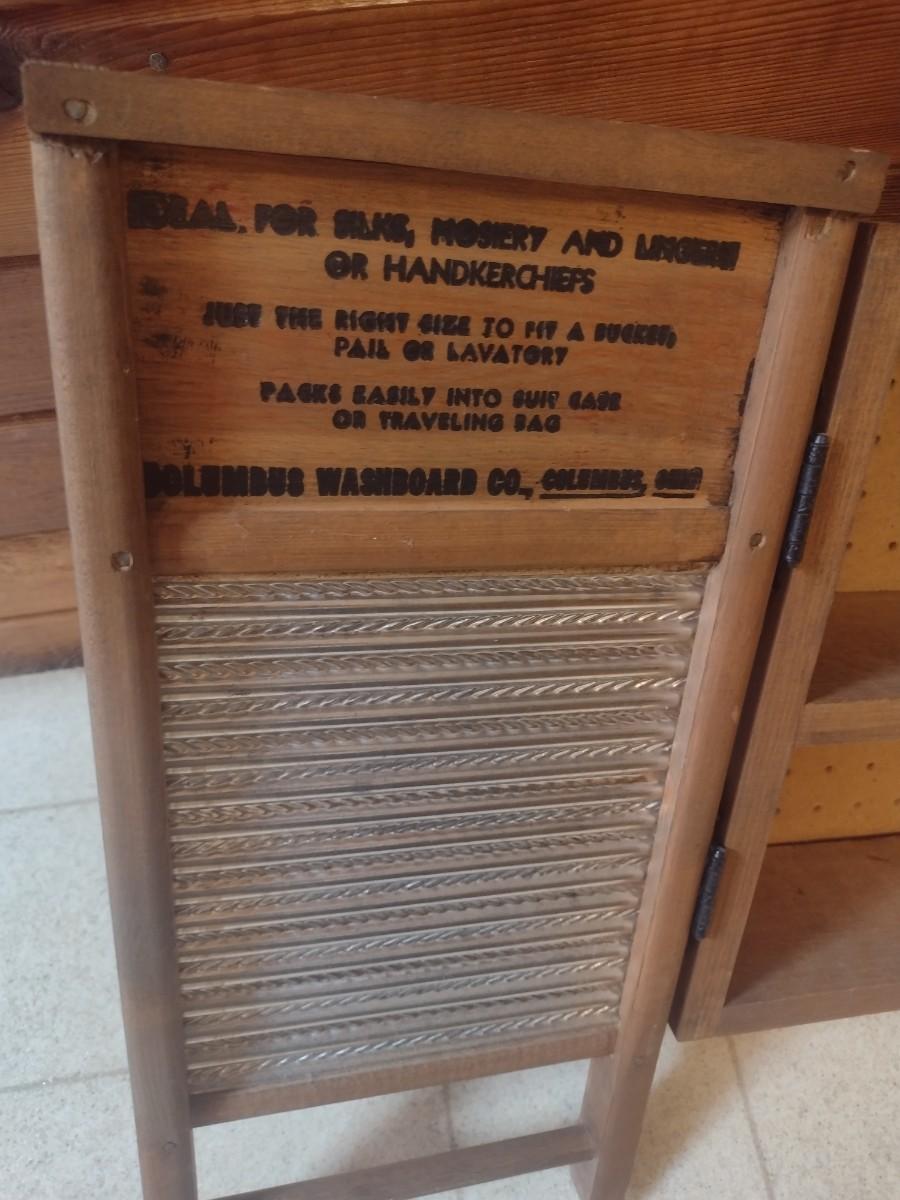 IDEAL FOR SILKS, HOSIERY AND LINGERIE
OR HANDKERCHIEFS
JUST THE RIGHT SIZE TO FIT A BUCKET,
PAIL OR LAVATORY
PACKS EASILY INTO SUIT CASE
OR TRAVELING BAG
COLUMBUS WASHBOARD CO., COLUMBUS, OHIO